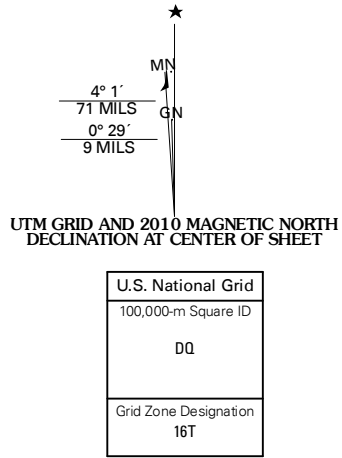 MN
4° 1´
71 MILS
GN
0° 29´
9 MILS
UTM GRID AND 2010 MAGNETIC NORTH
DECLINATION AT CENTER OF SHEET
U.S. National Grid
100,000-m Square ID
DQ
Grid Zone Designation
16T